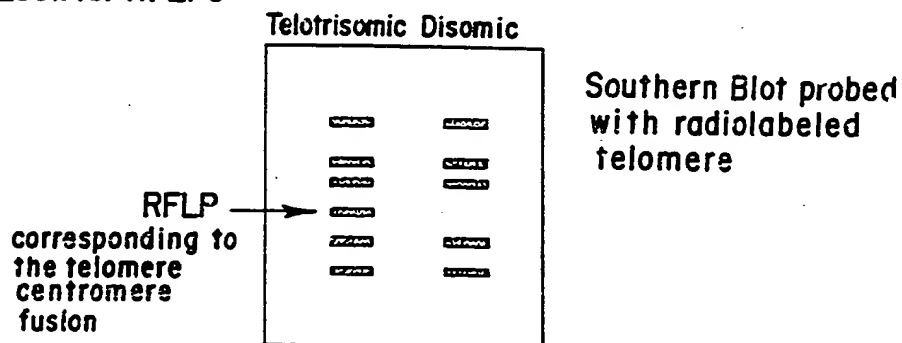 Telotrisomic Disomic
Southern Blot probed
with radiolabeled
telomere
RFLP
corresponding to
the telomere
centromere
fusion